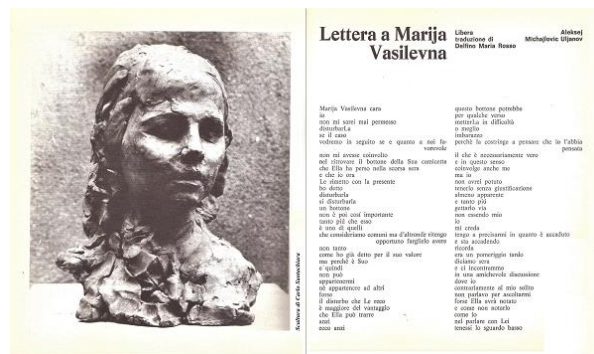 Scultura di Carlo Santachiara
Lettera a Marija
Vasilevna
Libera
traduzione di
Delfino Maria Rosso
Aleksej
Michajlovic Uljanov
Marija Vasilevna cara
io
non mi sarei mai permesso
disturbarLa
se il caso
vedremo in seguito se e quanto a noi fa-
vorevole
non mi avesse coinvolto
nel ritrovare il bottone della Sua camicetta
che Ella ha perso nella scorsa sera
e che io ora
Le rimetto con la presente
ho detto
disturbarla
si disturbarla
un bottone
non è poi così importante
tanto più che esso
è uno di quelli
che consideriamo comuni ma d'altronde ritengo
opportuno farglielo avere
non tanto
come ho già detto per il suo valore
ma perché è Suo
e quindi
non può
appartenermi
od appartenere ad altri
forse
il disturbo che Le reco
è maggiore del vantaggio
che Ella può trarre
anzi
ecco anzi
questo bottone potrebbe
per qualche verso
metterLa in difficoltà
o meglio
imbarazzo
perchè la costringe a pensare che io l'abbia
pensata
il che è necessariamente vero
e in questo senso
coinvolge anche me
ma io
non avrei potuto
tenerlo senza giustificazione
almeno apparente
e tanto più
gettarlo via
non essendo mio
io
mi creda
tengo a precisarmi in quanto è accaduto
e sta accadendo
ricorda
era un pomeriggio tardo
diciamo sera
e ci incontrammo
in una amichevole discussione
dove io
contrariamente al mio solito
non parlavo per ascoltarmi
forse Ella avrà notato
e come non notarlo
come io
nel parlare con Lei
tenessi lo sguardo basso